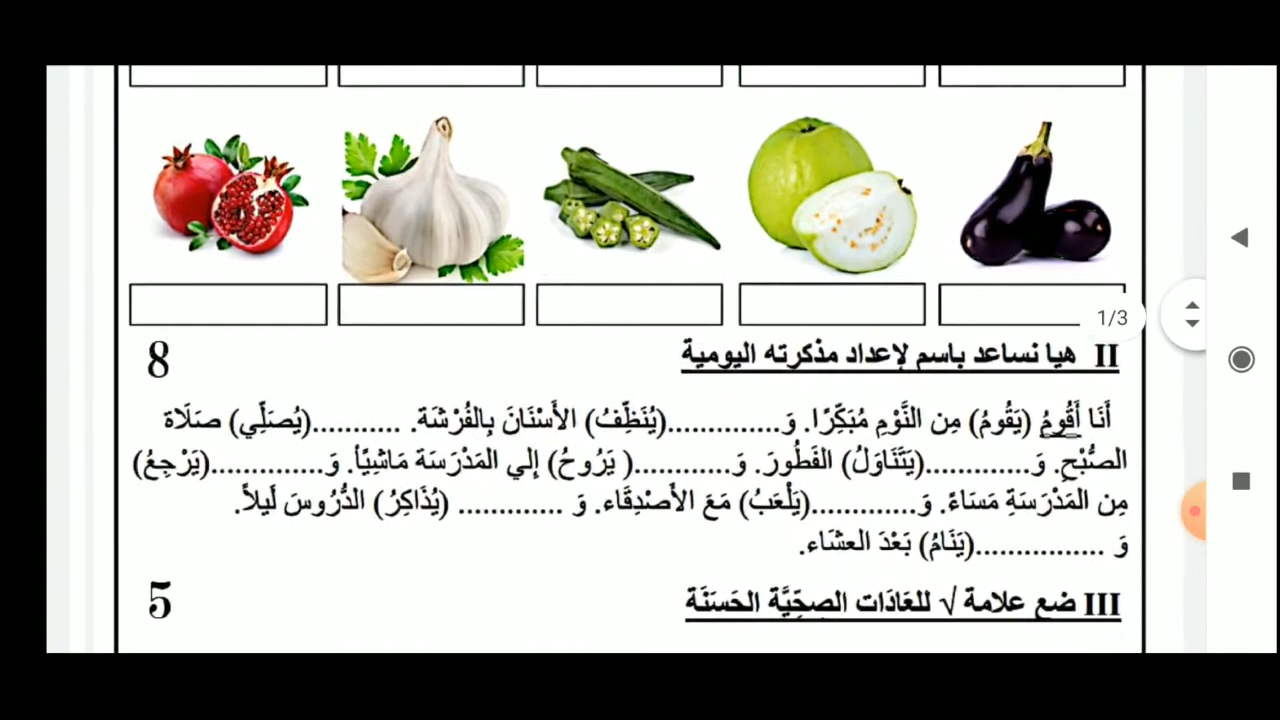 1/3
II هيا نساعد باسم لإعداد مذكرته اليومية
8
أَنَا أَقُومُ (يَقُومُ) مِن النَّوْمِ مُبَكِّرًا. وَ..............(يُنَظِّفُ) الأَسْنَانَ بِالفُرْشَة. ...........(يُصَلِّي) صَلَاة
الصُّبْحِ. وَ.............(يَتَنَاوَلُ) الفَطُورَ. وَ............( يَرُوحُ) إلي المَدْرَسَة مَاشِيًا. وَ..............(يَرْجِعُ)
مِن المَدْرَسَةِ مَسَاءً. وَ.............(يَلْعَبُ) مَعَ الأَصْدِقَاء. وَ ............. (يُذَاكِرُ) الدُّرُوسَ لَيلاً.
وَ ................(يَنَامُ) بَعْدَ العشَاء.
III ضع علامة √ للعَادَات الصِحِّيَّة الحَسَنَة
5